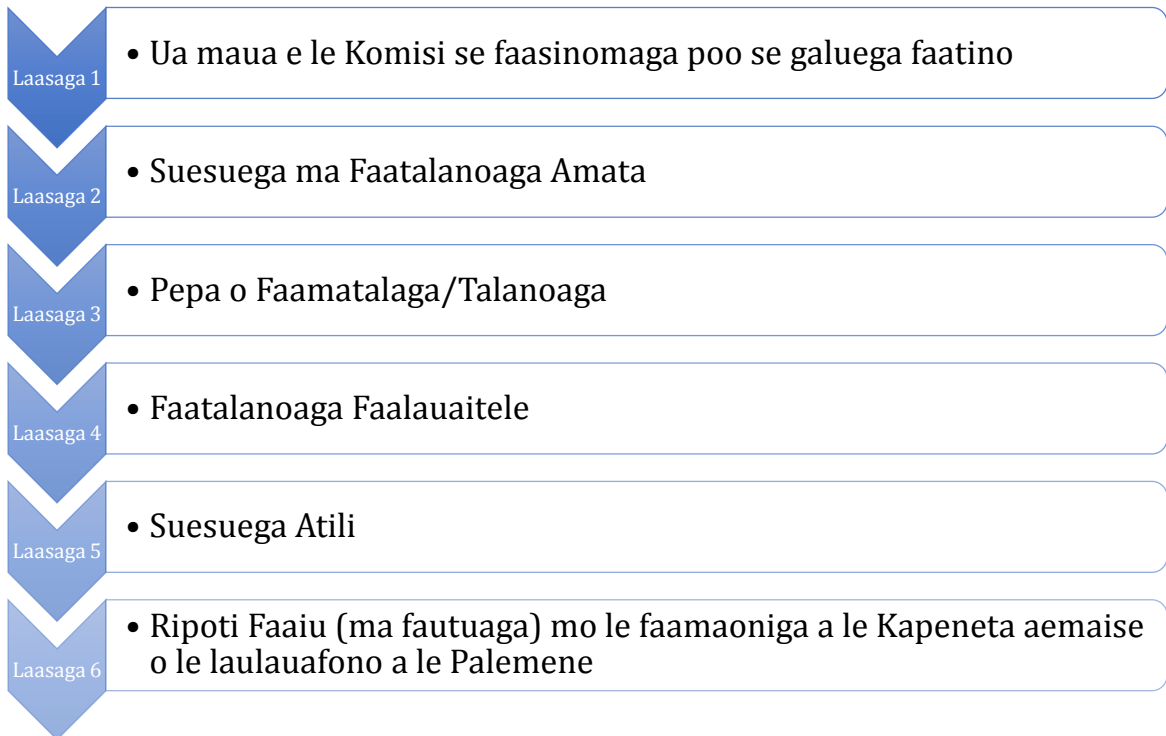 Laasaga 1
• Ua maua e le Komisi se faasinomaga poo se galuega faatino
Laasaga 2
• Suesuega ma Faatalanoaga Amata
Laasaga 3
• Pepa o Faamatalaga/Talanoaga
Laasaga 4
• Faatalanoaga Faalauaitele
Laasaga 5
• Suesuega Atili
Laasaga 6
• Ripoti Faaiu (ma fautuaga) mo le faamaoniga a le Kapeneta aemaise
o le laulauafono a le Palemene